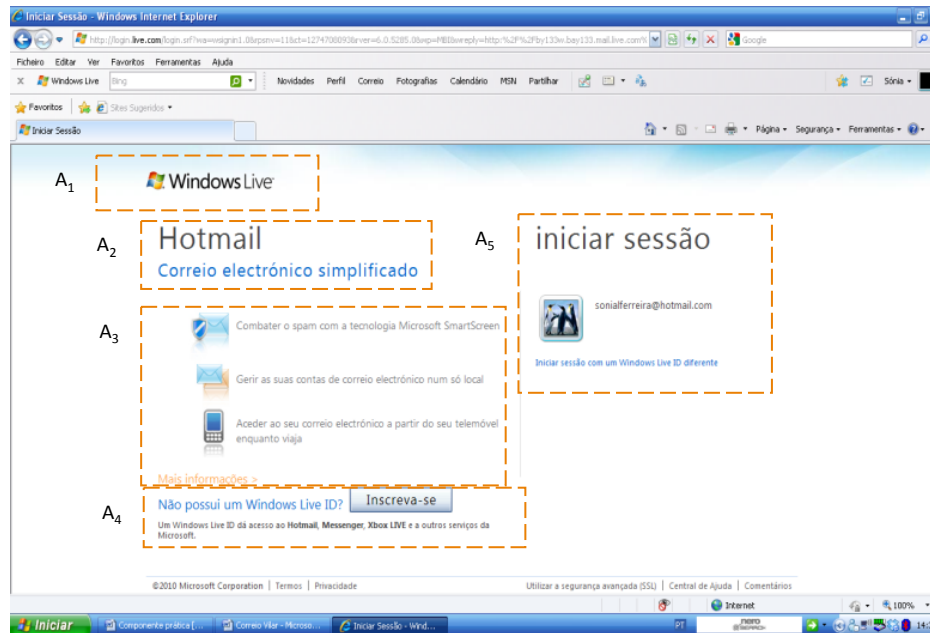 Iniciar Sessão - Windows Internet Explorer
Google
Ficheiro Editar Ver Favoritos Ferramentas Ajuda
X Windows Live Bing Novidades Perfil Correio Fotografias Calendário MSN Partilhar Sónia
Favoritos Sites Sugeridos
Iniciar Sessão Página Segurança Ferramentas
A1
Windows Live
A2
Hotmail
Correio electrónico simplificado
A5
iniciar sessão
sonialferreira@hotmail.com
Iniciar sessão com um Windows Live ID diferente
A3
Combater o spam com a tecnologia Microsoft SmartScreen
Gerir as suas contas de correio electrónico num só local
Aceder ao seu correio electrónico a partir do seu telemóvel
enquanto viaja
Mais informações >
A4
Não possui um Windows Live ID? Inscreva-se
Um Windows Live ID dá acesso ao Hotmail, Messenger, Xbox LIVE e a outros serviços da
Microsoft.
©2010 Microsoft Corporation | Termos | Privacidade Utilizar a segurança avançada (SSL) | Central de Ajuda | Comentários
Internet 100%
Iniciar Componente prática [... Correio Vilar - Microso... Iniciar Sessão - Wind... PT nero